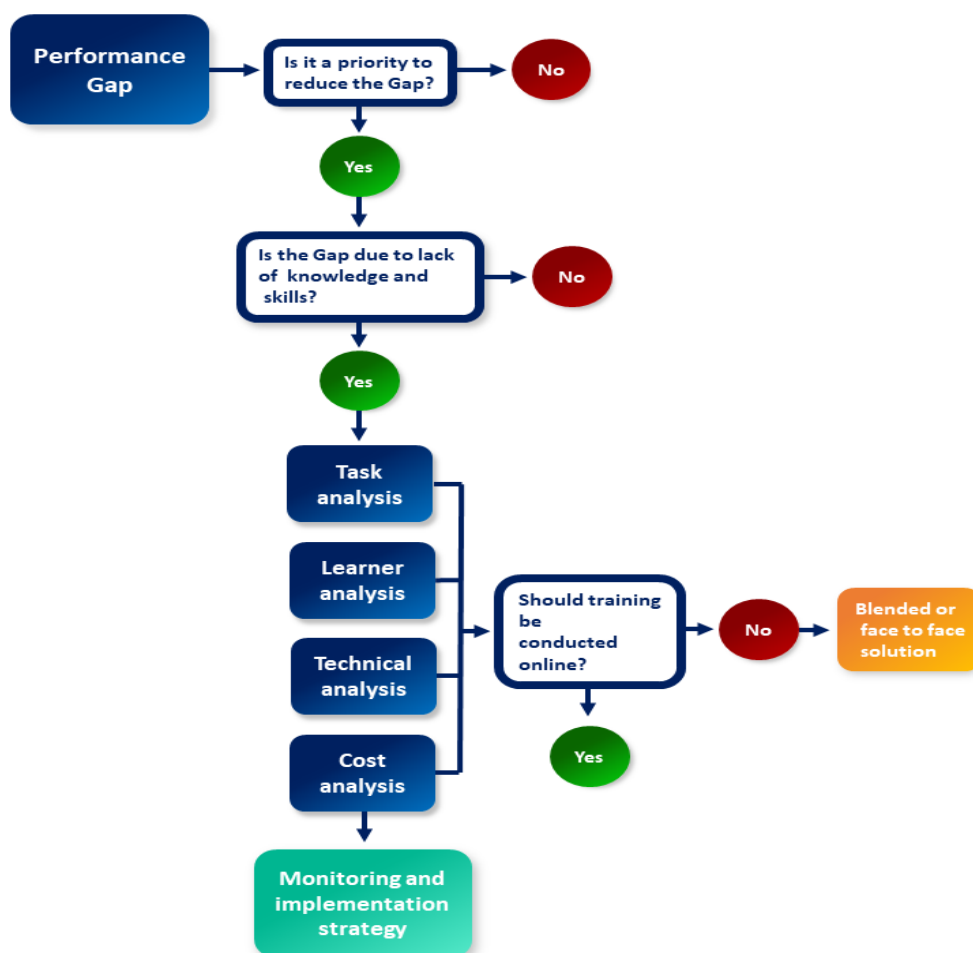 Performance
Gap
Is it a priority to
reduce the Gap?
No
Yes
Is the Gap due to lack
of knowledge and
skills?
No
Yes
Task
analysis
Learner
analysis
Technical
analysis
Cost
analysis
Should training
be
conducted
online?
No
Blended or
face to face
solution
Yes
Monitoring and
implementation
strategy